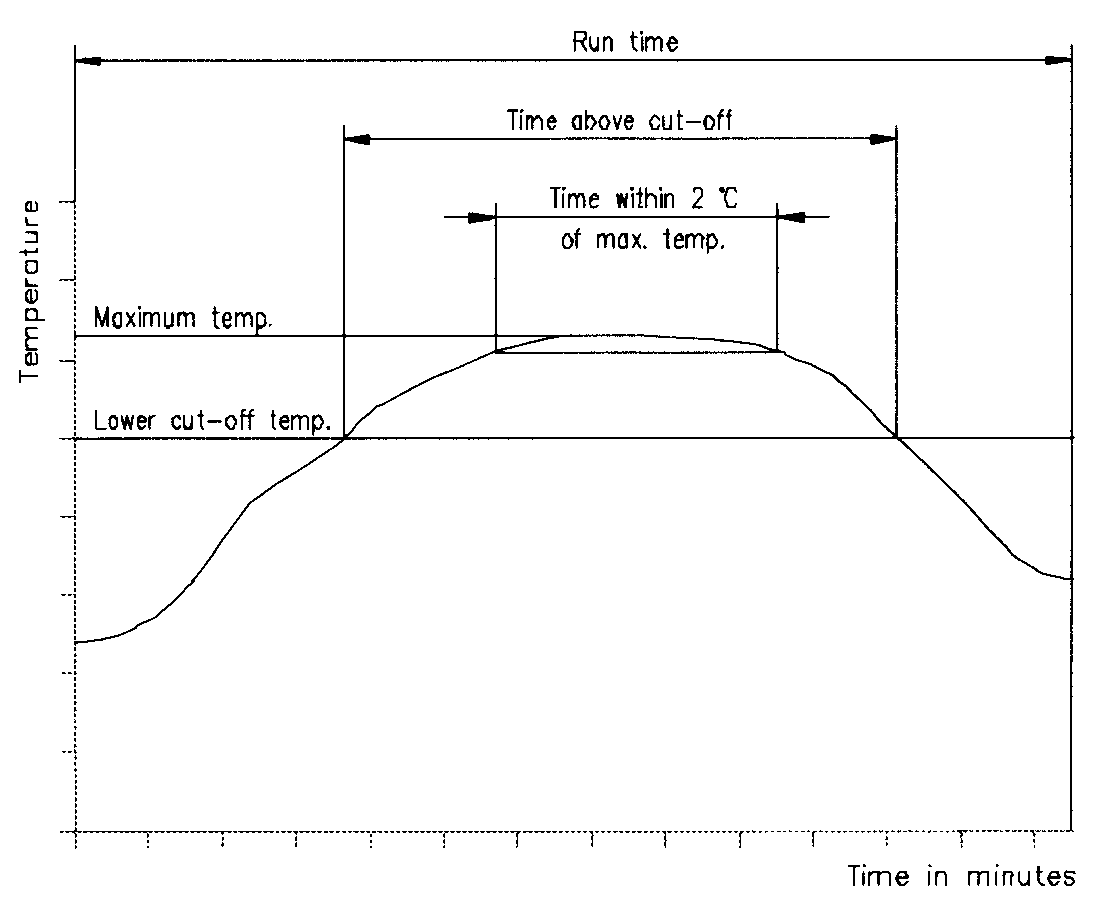 Run time
Time above cut-off
Time within 2 °C
of max. temp.
Temperature
Maximum temp.
Lower cut-off temp.
Time in minutes